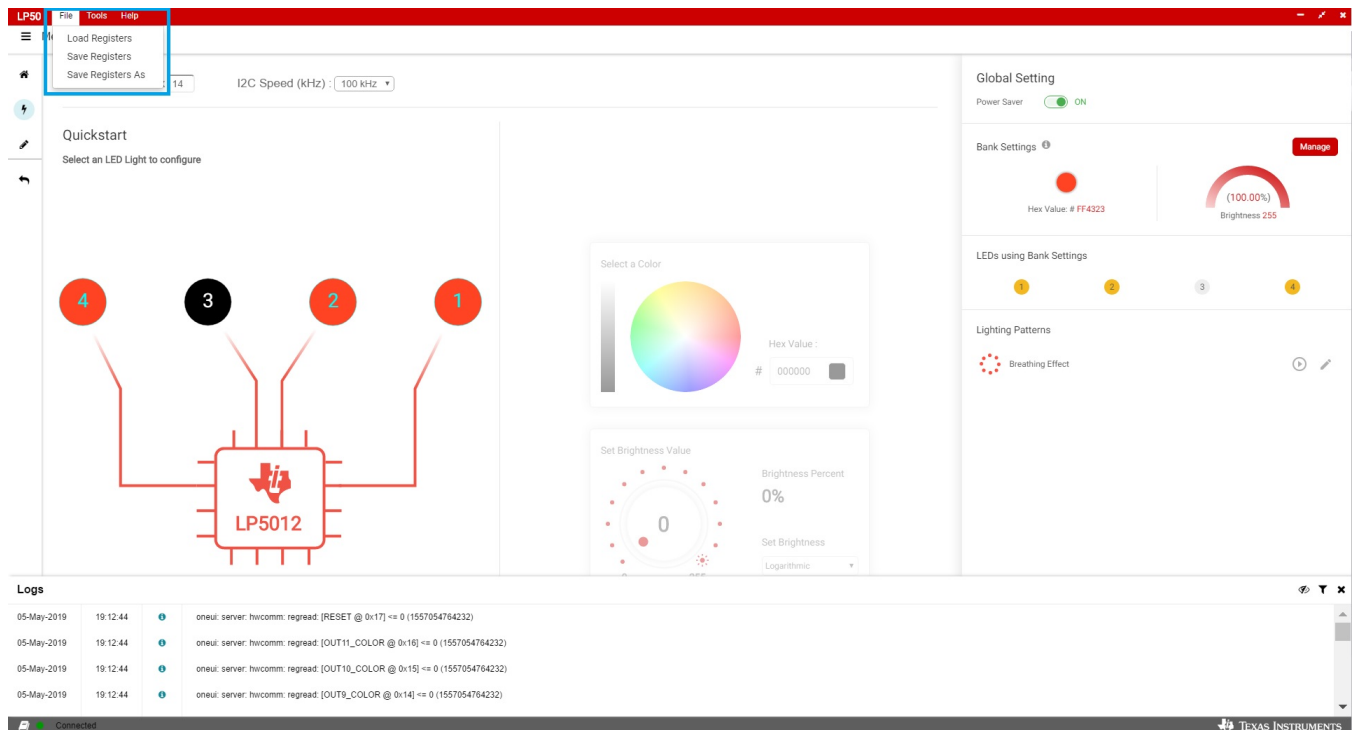 LP50 File Tools Help
Load Registers
Save Registers
Save Registers As
: 14 I2C Speed (kHz) : 100 kHz
Quickstart
Select an LED Light to configure
4 3 2 1
LP5012
Select a Color
Hex Value :
# 000000
Set Brightness Value
0
Brightness Percent
0%
Set Brightness
Logarithmic
0 255
Global Setting
Power Saver ON
Bank Settings Manage
Hex Value: # FF4323
(100.00%)
Brightness 255
LEDs using Bank Settings
1 2 3 4
Lighting Patterns
Breathing Effect
Logs
05-May-2019 19:12:44 oneui: server: hwcomm: regread: [RESET @ 0x17] <= 0 (1557054764232)
05-May-2019 19:12:44 oneui: server: hwcomm: regread: [OUT11_COLOR @ 0x16] <= 0 (1557054764232)
05-May-2019 19:12:44 oneui: server: hwcomm: regread: [OUT10_COLOR @ 0x15] <= 0 (1557054764232)
05-May-2019 19:12:44 oneui: server: hwcomm: regread: [OUT9_COLOR @ 0x14] <= 0 (1557054764232)
Connected TEXAS INSTRUMENTS